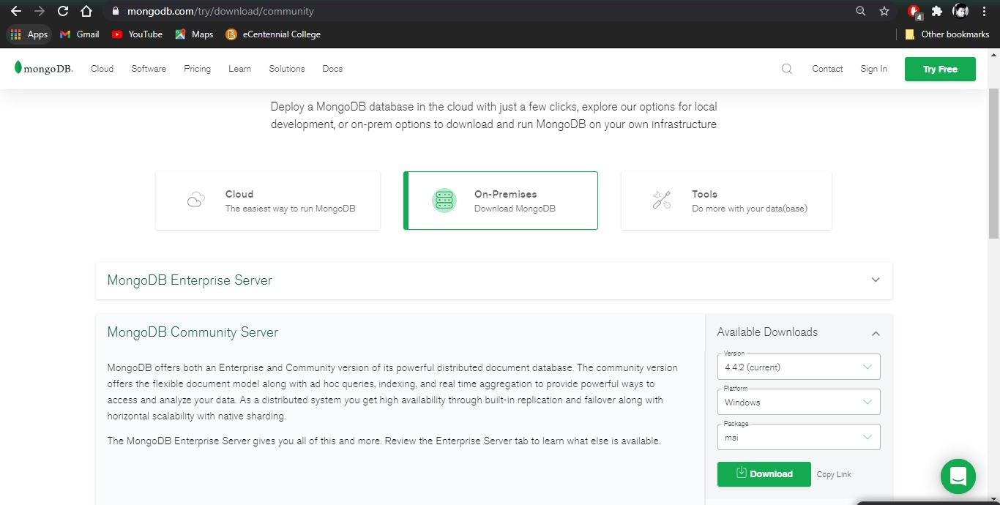 mongodb.com/try/download/community
4
Apps Gmail YouTube Maps eCentennial College Other bookmarks
mongoDB. Cloud Software Pricing Learn Solutions Docs Contact Sign In Try Free
Deploy a MongoDB database in the cloud with just a few clicks, explore our options for local
development, or on-prem options to download and run MongoDB on your own infrastructure
Cloud
The easiest way to run MongoDB
On-Premises
Download MongoDB
Tools
Do more with your data(base)
MongoDB Enterprise Server
MongoDB Community Server
MongoDB offers both an Enterprise and Community version of its powerful distributed document database. The community version
offers the flexible document model along with ad hoc queries, indexing, and real time aggregation to provide powerful ways to
access and analyze your data. As a distributed system you get high availability through built-in replication and failover along with
horizontal scalability with native sharding.
The MongoDB Enterprise Server gives you all of this and more. Review the Enterprise Server tab to learn what else is available.
Available Downloads
Version
4.4.2 (current)
Platform
Windows
Package
msi
Download Copy Link